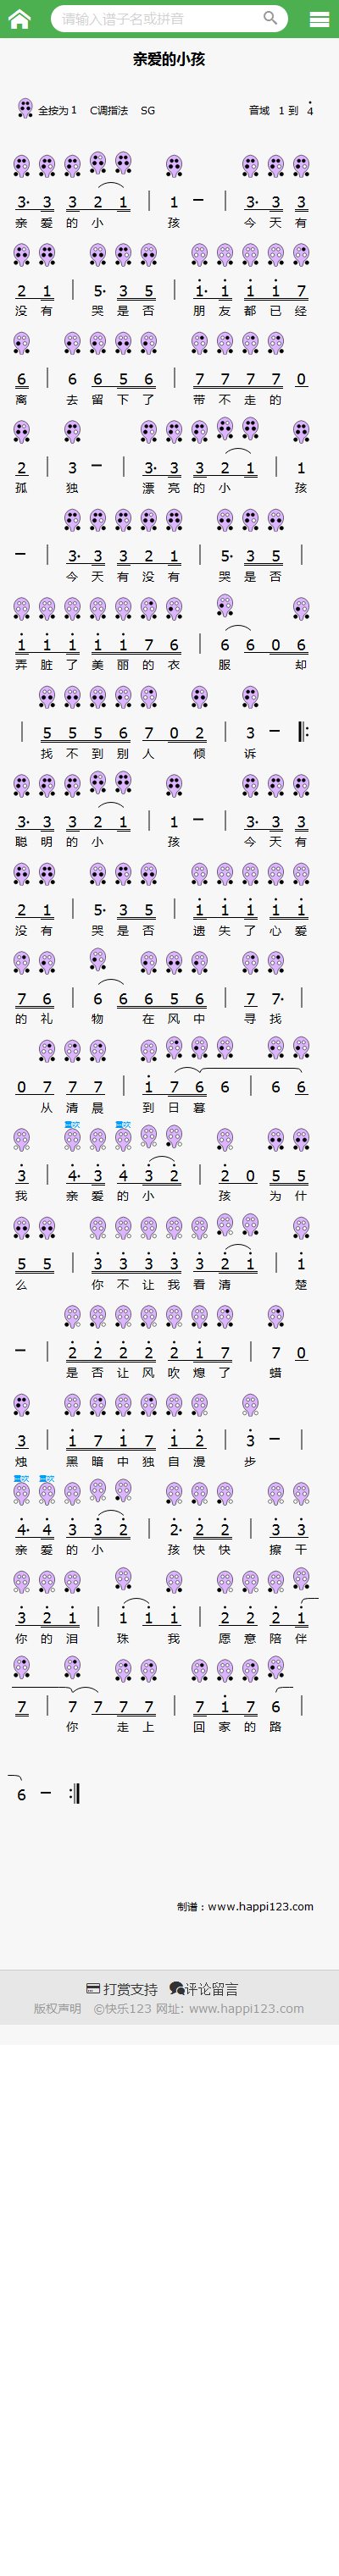 请输入谱子名或拼音
亲爱的小孩
全按为1 C调指法 SG 音域 1 到 4
3· 3 3 2 1 | 1 - | 3· 3 3
亲 爱 的 小 孩 今 天 有
2 1 | 5· 3 5 | 1· 1 1 1 7
没 有 哭 是 否 朋 友 都 已 经
6 | 6 6 5 6 | 7 7 7 7 0
离 去 留 下 了 带 不 走 的
2 | 3 - | 3· 3 3 2 1 | 1
孤 独 漂 亮 的 小 孩
- | 3· 3 3 2 1 | 5· 3 5 |
今 天 有 没 有 哭 是 否
1 1 1 1 1 7 6 | 6 6 0 6
弄 脏 了 美 丽 的 衣 服 却
| 5 5 5 6 7 0 2 | 3 - |:
找 不 到 别 人 倾 诉
3· 3 3 2 1 | 1 - | 3· 3 3
聪 明 的 小 孩 今 天 有
2 1 | 5· 3 5 | 1 1 1 1 1
没 有 哭 是 否 遗 失 了 心 爱
7 6 | 6 6 6 5 6 | 7 7· |
的 礼 物 在 风 中 寻 找
0 7 7 7 | 1 7 6 6 | 6 6
从 清 晨 到 日 暮
重吹 重吹
3 | 4· 3 4 3 2 | 2 0 5 5
我 亲 爱 的 小 孩 为 什
5 5 | 3 3 3 3 3 2 1 | 1
么 你 不 让 我 看 清 楚
- | 2 2 2 2 2 1 7 | 7 0
是 否 让 风 吹 熄 了 蜡
3 | 1 7 1 7 1 2 | 3 - |
烛 黑 暗 中 独 自 漫 步
重吹 重吹
4· 4 3 3 2 | 2· 2 2 | 3 3
亲 爱 的 小 孩 快 快 擦 干
3 2 1 | 1 1 1 | 2 2 2 1
你 的 泪 珠 我 愿 意 陪 伴
7 | 7 7 7 7 | 7 1 7 6 |
你 走 上 回 家 的 路
6 - :|
制谱：www.happi123.com
打赏支持 评论留言
版权声明 ©快乐123 网址: www.happi123.com